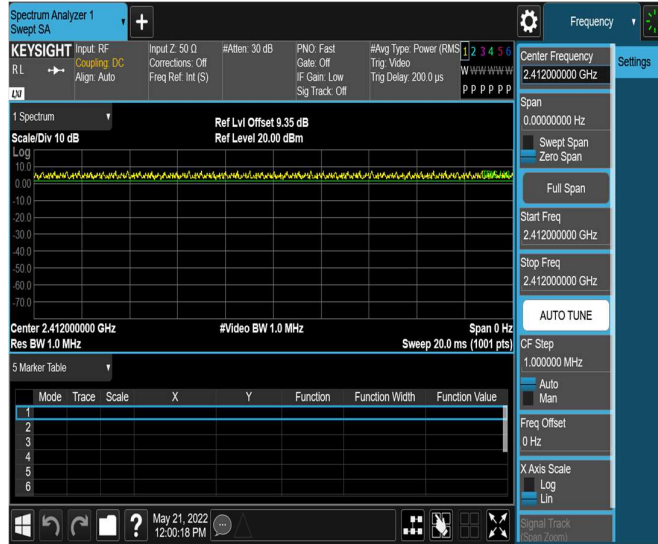 Spectrum Analyzer 1
Swept SA
Frequency
KEYSIGHT
R L
LXI
Input: RF
Coupling: DC
Align: Auto
Input Z: 50 Ω
Corrections: Off
Freq Ref: Int (S)
#Atten: 30 dB
PNO: Fast
Gate: Off
IF Gain: Low
Sig Track: Off
#Avg Type: Power (RMS
Trig: Video
Trig Delay: 200.0 µs
1 2 3 4 5 6
W W W W W W
P P P P P P
Center Frequency
2.412000000 GHz
Settings
Span
0.00000000 Hz
Swept Span
Zero Span
Full Span
Start Freq
2.412000000 GHz
Stop Freq
2.412000000 GHz
AUTO TUNE
CF Step
1.000000 MHz
Auto
Man
Freq Offset
0 Hz
X Axis Scale
Log
Lin
Signal Track
(Span Zoom)
1 Spectrum
Scale/Div 10 dB
Ref Lvl Offset 9.35 dB
Ref Level 20.00 dBm
Log
10.0
0.00
-10.0
-20.0
-30.0
-40.0
-50.0
-60.0
-70.0
Center 2.412000000 GHz
Res BW 1.0 MHz
#Video BW 1.0 MHz
Span 0 Hz
Sweep 20.0 ms (1001 pts)
5 Marker Table
Mode Trace Scale X Y Function Function Width Function Value
1
2
3
4
5
6
?
May 21, 2022
12:00:18 PM